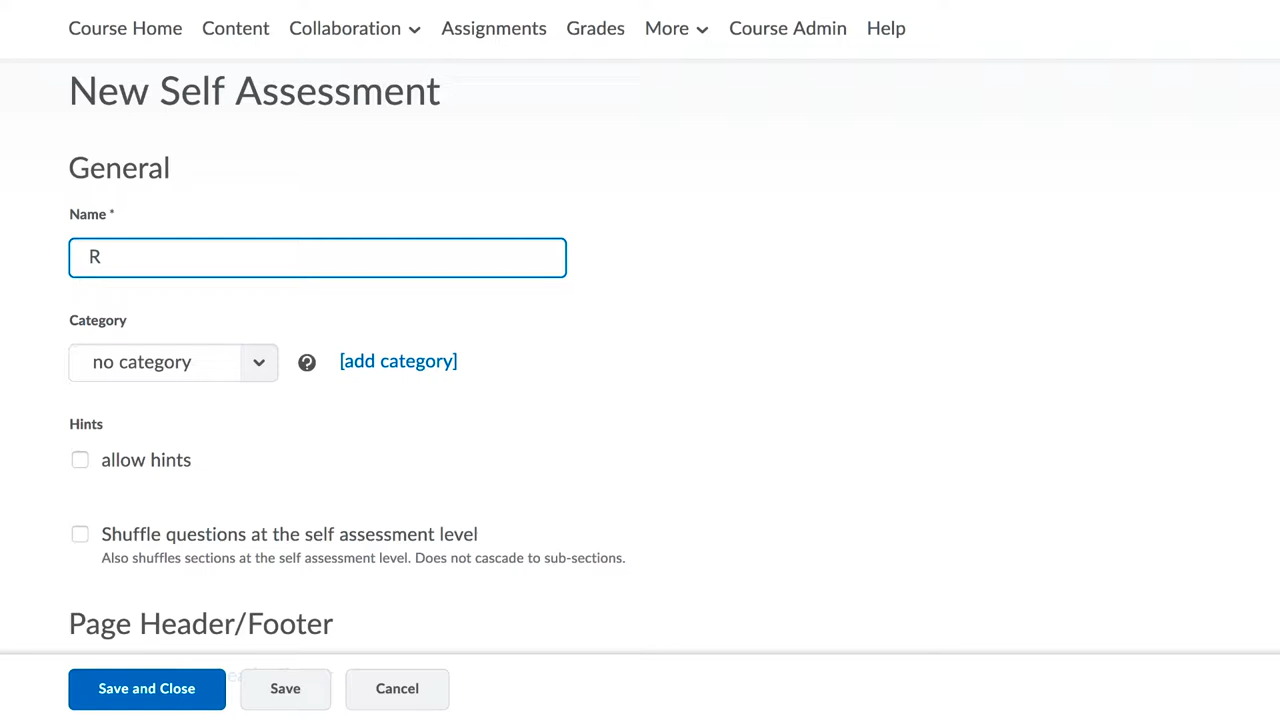 Course Home Content Collaboration Assignments Grades More Course Admin Help
New Self Assessment
General
Name *
R
Category
no category [add category]
Hints
allow hints
Shuffle questions at the self assessment level
Also shuffles sections at the self assessment level. Does not cascade to sub-sections.
Page Header/Footer
Save and Close Save Cancel